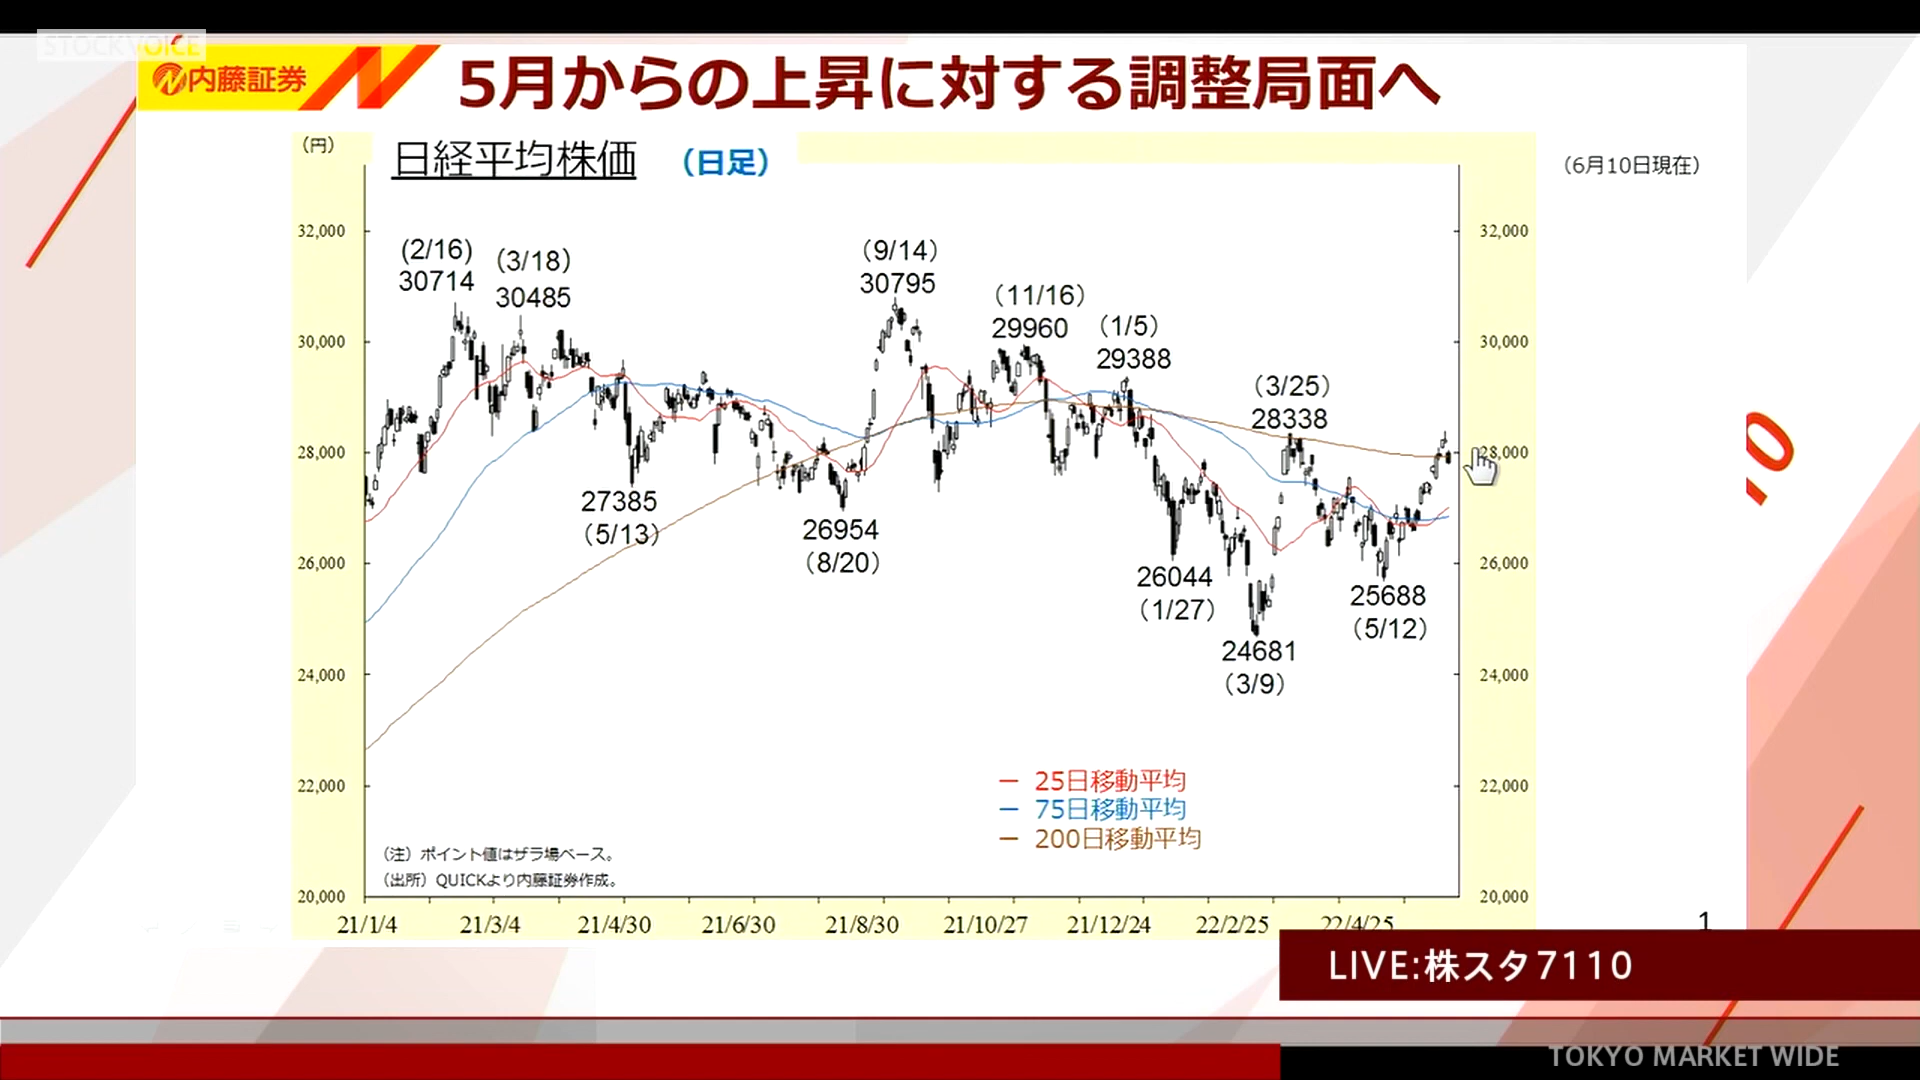 STOCKVOICE
内藤証券
5月からの上昇に対する調整局面へ
(円)
日経平均株価 (日足)
(6月10日現在)
32,000
30,000
28,000
26,000
24,000
22,000
20,000
32,000
30,000
28,000
26,000
24,000
22,000
20,000
(2/16)
30714
(3/18)
30485
27385
(5/13)
26954
(8/20)
(9/14)
30795
(11/16)
29960
(1/5)
29388
26044
(1/27)
24681
(3/9)
(3/25)
28338
25688
(5/12)
25日移動平均
75日移動平均
200日移動平均
(注) ポイント値はザラ場ベース。
(出所) QUICKより内藤証券作成。
21/1/4 21/3/4 21/4/30 21/6/30 21/8/30 21/10/27 21/12/24 22/2/25 22/4/25
1
10
LIVE:株スタ7110
TOKYO MARKET WIDE